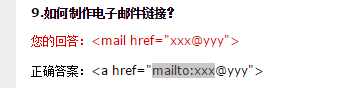 9.如何制作电子邮件链接?
您的回答: <mail href="xxx@yyy">
正确答案: <a href="mailto:xxx@yyy">